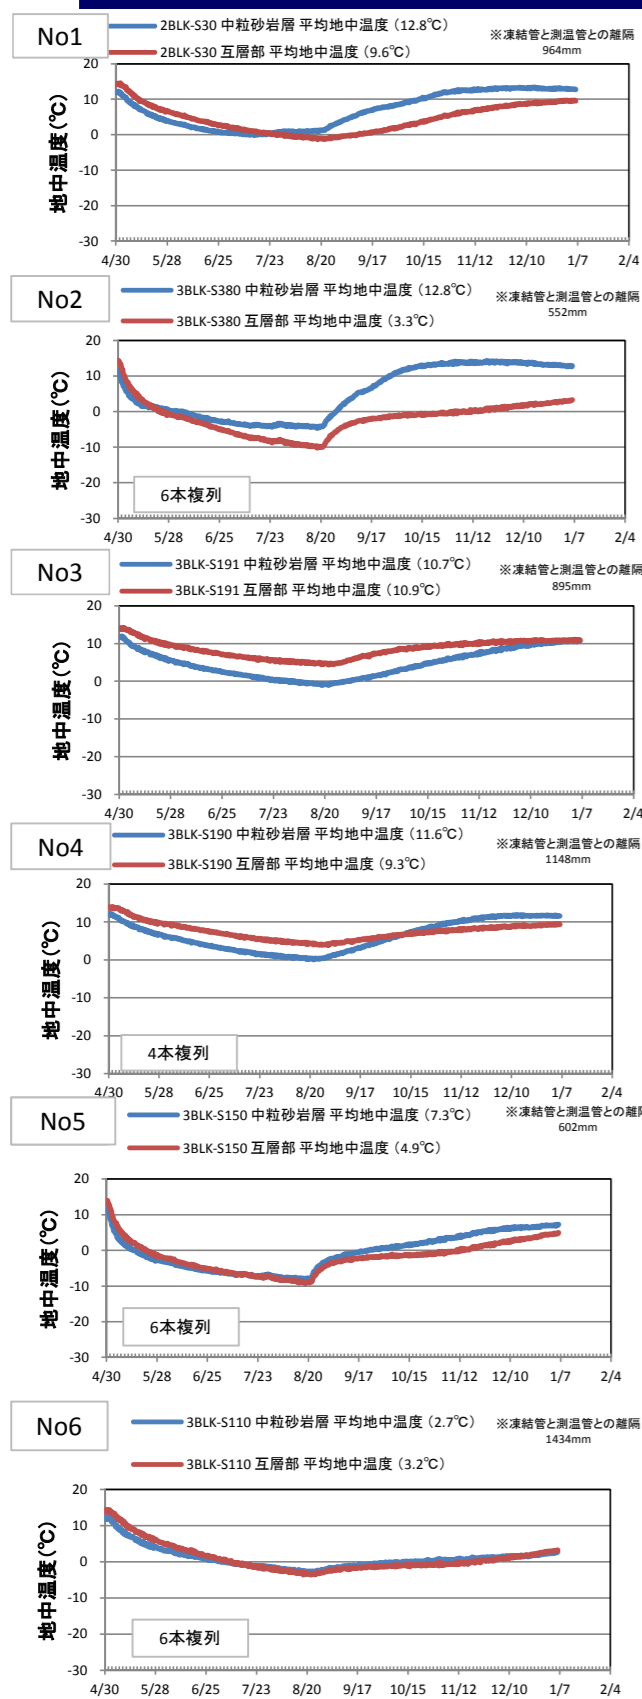 No1
2BLK-S30 中粒砂岩層 平均地中温度 (12.8℃)
2BLK-S30 互層部 平均地中温度 (9.6℃)
※凍結管と測温管との離隔
964mm
地中温度(℃)
20
10
0
-10
-20
-30
4/30 5/28 6/25 7/23 8/20 9/17 10/15 11/12 12/10 1/7 2/4
No2
3BLK-S380 中粒砂岩層 平均地中温度 (12.8℃)
3BLK-S380 互層部 平均地中温度 (3.3℃)
※凍結管と測温管との離隔
552mm
地中温度(℃)
20
10
0
-10
-20
-30
6本複列
4/30 5/28 6/25 7/23 8/20 9/17 10/15 11/12 12/10 1/7 2/4
No3
3BLK-S191 中粒砂岩層 平均地中温度 (10.7℃)
3BLK-S191 互層部 平均地中温度 (10.9℃)
※凍結管と測温管との離隔
895mm
地中温度(℃)
20
10
0
-10
-20
-30
4/30 5/28 6/25 7/23 8/20 9/17 10/15 11/12 12/10 1/7 2/4
No4
3BLK-S190 中粒砂岩層 平均地中温度 (11.6℃)
3BLK-S190 互層部 平均地中温度 (9.3℃)
※凍結管と測温管との離隔
1148mm
地中温度(℃)
20
10
0
-10
-20
-30
4本複列
4/30 5/28 6/25 7/23 8/20 9/17 10/15 11/12 12/10 1/7 2/4
No5
3BLK-S150 中粒砂岩層 平均地中温度 (7.3℃)
3BLK-S150 互層部 平均地中温度 (4.9℃)
※凍結管と測温管との離隔
602mm
地中温度(℃)
20
10
0
-10
-20
-30
6本複列
4/30 5/28 6/25 7/23 8/20 9/17 10/15 11/12 12/10 1/7 2/4
No6
3BLK-S110 中粒砂岩層 平均地中温度 (2.7℃)
3BLK-S110 互層部 平均地中温度 (3.2℃)
※凍結管と測温管との離隔
1434mm
地中温度(℃)
20
10
0
-10
-20
-30
6本複列
4/30 5/28 6/25 7/23 8/20 9/17 10/15 11/12 12/10 1/7 2/4